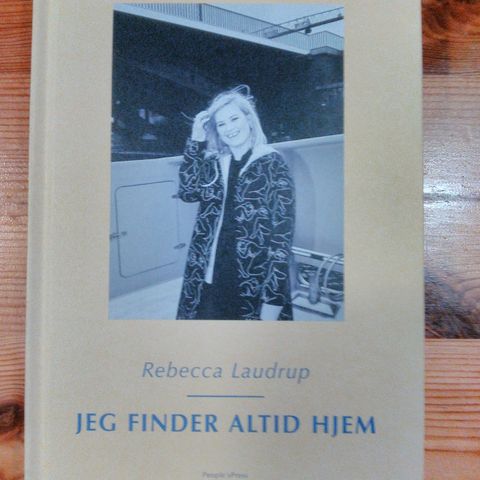 Rebecca Laudrup
JEG FINDER ALTID HJEM
People'sPress